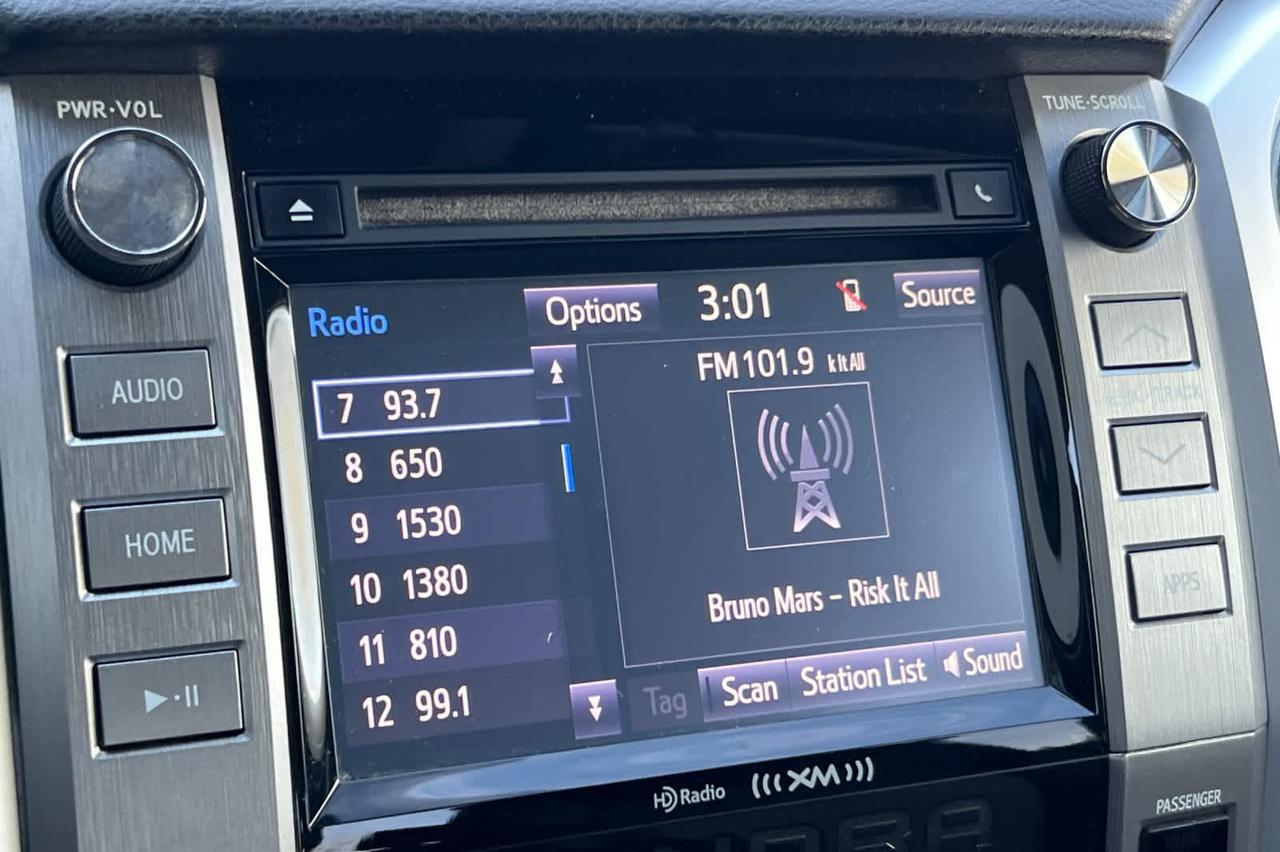 PWR·VOL
TUNE·SCROLL
Radio
Options
3:01
Source
FM 101.9 k It All
7 93.7
8 650
9 1530
10 1380
11 810
12 99.1
Bruno Mars – Risk It All
Tag
Scan
Station List
Sound
AUDIO
HOME
APPS
HD Radio
((( XM )))
PASSENGER